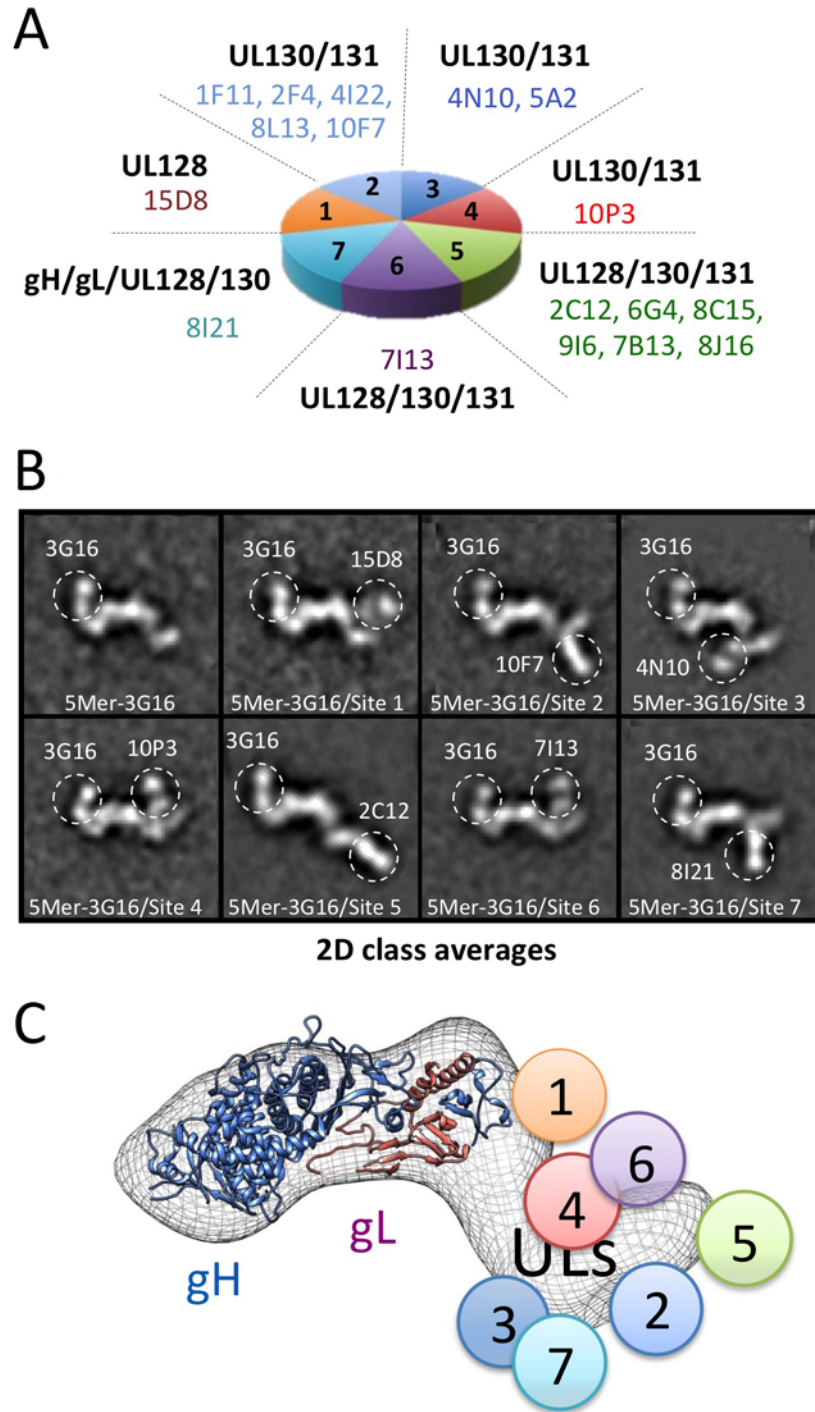 A
UL130/131
1F11, 2F4, 4I22,
8L13, 10F7
UL130/131
4N10, 5A2
UL128
15D8
UL130/131
10P3
gH/gL/UL128/130
8I21
UL128/130/131
2C12, 6G4, 8C15,
9I6, 7B13, 8J16
7I13
UL128/130/131
1
2
3
4
5
6
7
B
3G16
5Mer-3G16
3G16
15D8
5Mer-3G16/Site 1
3G16
10F7
5Mer-3G16/Site 2
3G16
4N10
5Mer-3G16/Site 3
3G16
10P3
5Mer-3G16/Site 4
3G16
2C12
5Mer-3G16/Site 5
3G16
7I13
5Mer-3G16/Site 6
3G16
8I21
5Mer-3G16/Site 7
2D class averages
C
1
6
4
5
ULs
gL
gH
2
3
7